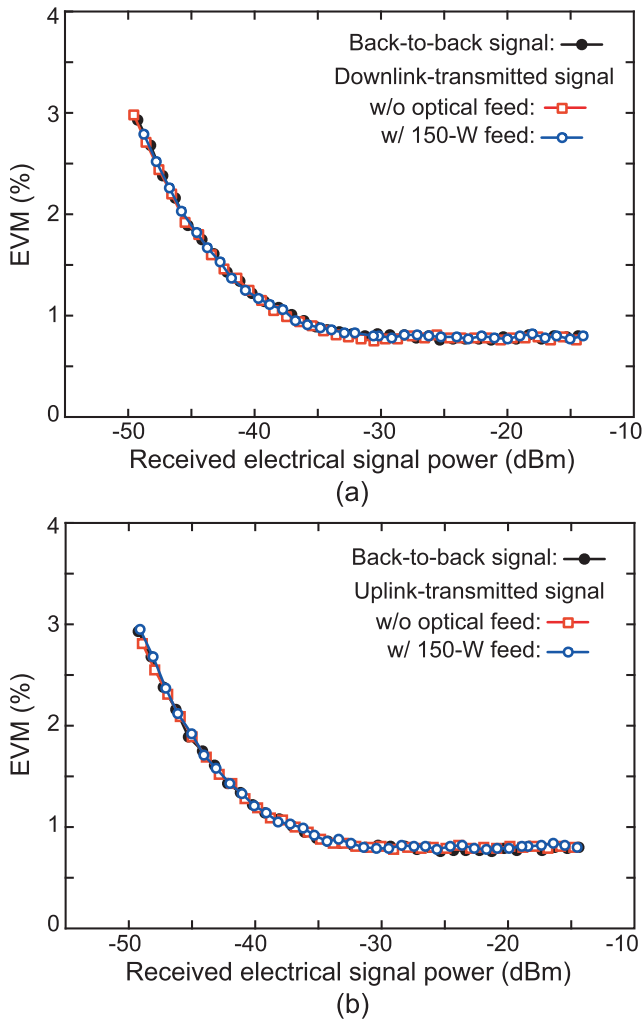 4
Back-to-back signal:
Downlink-transmitted signal
w/o optical feed:
w/ 150-W feed:
3
EVM (%)
2
1
0
-50 -40 -30 -20 -10
Received electrical signal power (dBm)
(a)
4
Back-to-back signal:
Uplink-transmitted signal
w/o optical feed:
w/ 150-W feed:
3
EVM (%)
2
1
0
-50 -40 -30 -20 -10
Received electrical signal power (dBm)
(b)